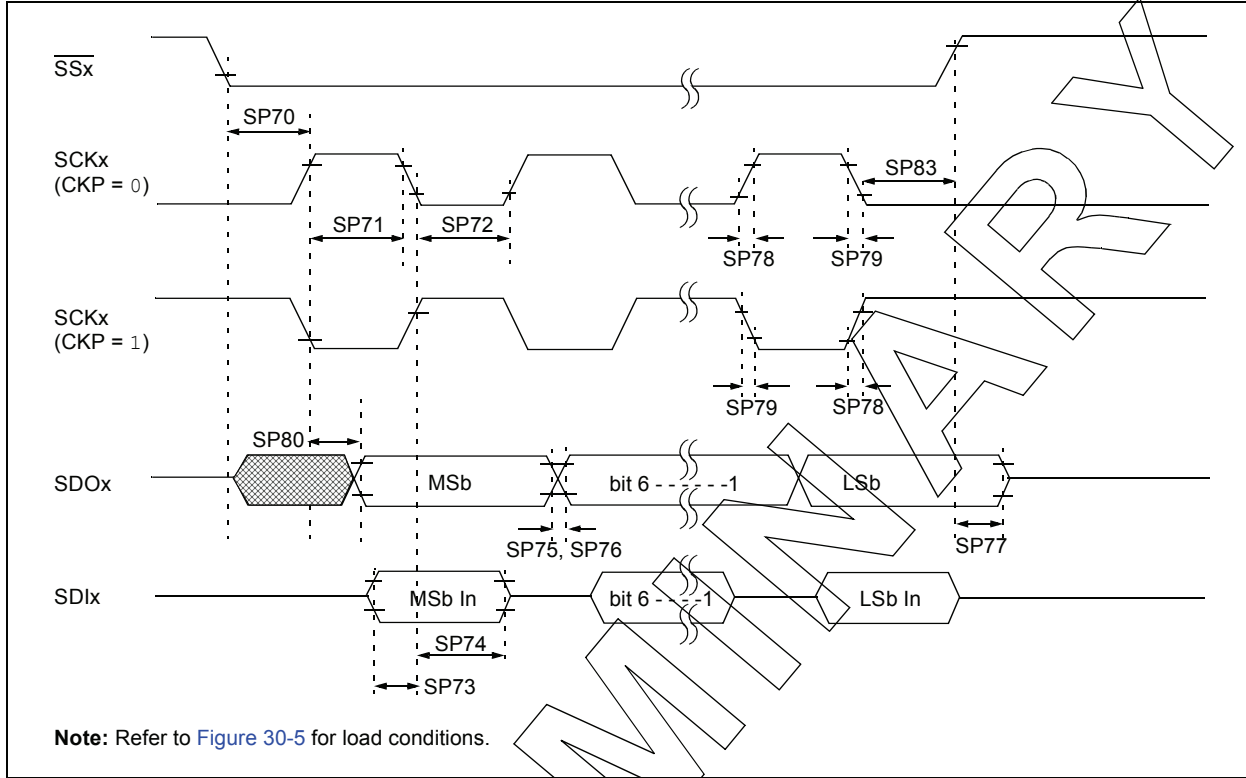 SSx
SP70
SCKx
(CKP = 0)
SP83
SP71
SP72
SP78
SP79
SCKx
(CKP = 1)
SP79
SP78
SP80
SDOx
MSb
bit 6 - - - - - -1
LSb
SP75, SP76
SP77
SDIx
MSb In
bit 6 - - - -1
LSb In
SP74
SP73
Note: Refer to Figure 30-5 for load conditions.
MINARY